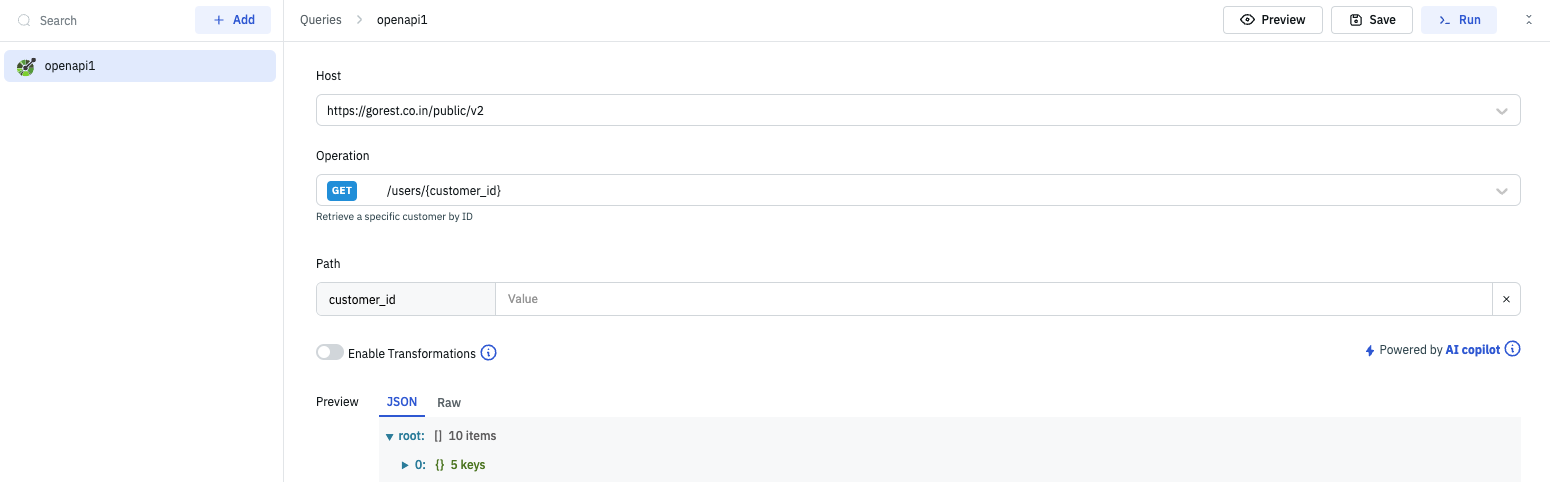 Search
Add
Queries
openapi1
Preview
Save
Run
openapi1
Host
https://gorest.co.in/public/v2
Operation
GET /users/{customer_id}
Retrieve a specific customer by ID
Path
customer_id Value
Enable Transformations
Powered by AI copilot
Preview JSON Raw
root: [] 10 items
0: {} 5 keys